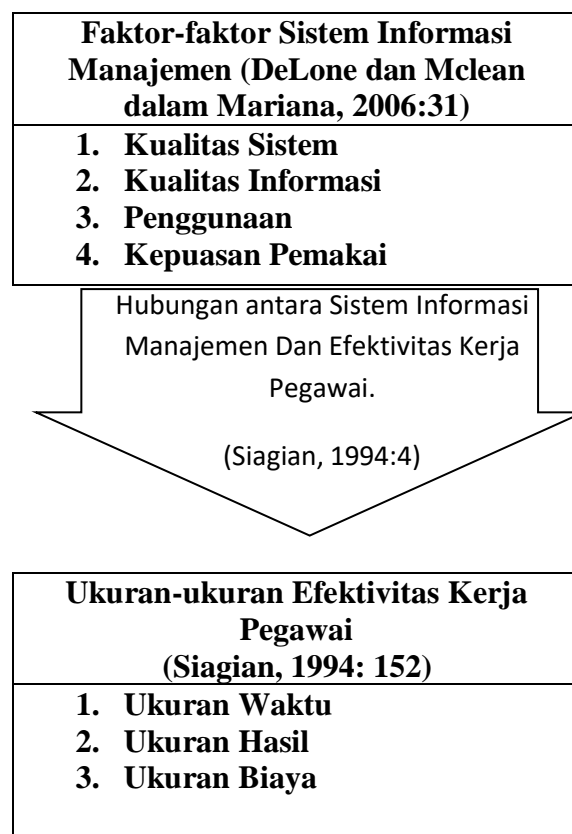 Faktor-faktor Sistem Informasi
Manajemen (DeLone dan Mclean
dalam Mariana, 2006:31)
1. Kualitas Sistem
2. Kualitas Informasi
3. Penggunaan
4. Kepuasan Pemakai
Hubungan antara Sistem Informasi
Manajemen Dan Efektivitas Kerja
Pegawai.
(Siagian, 1994:4)
Ukuran-ukuran Efektivitas Kerja
Pegawai
(Siagian, 1994: 152)
1. Ukuran Waktu
2. Ukuran Hasil
3. Ukuran Biaya